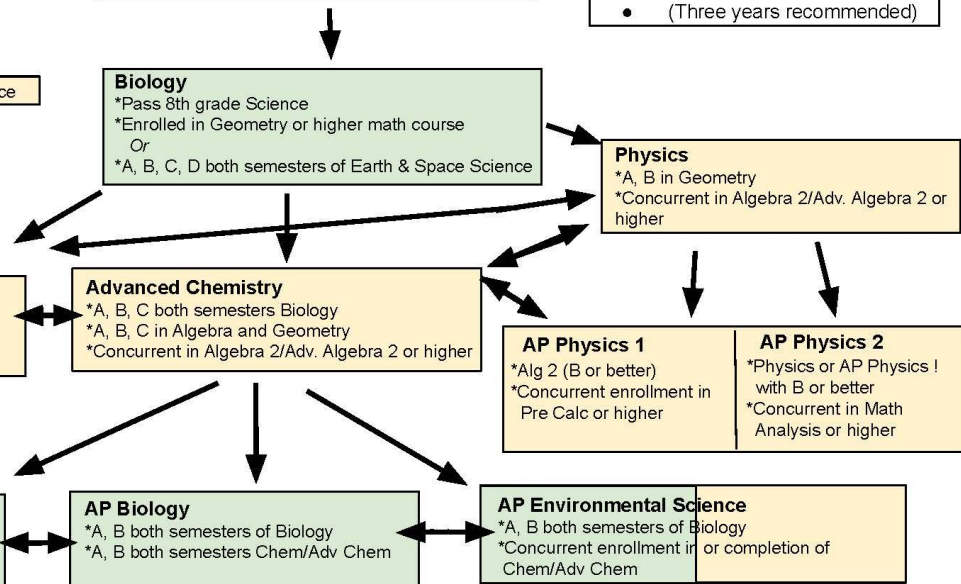 ● (Three years recommended)
ce
Biology
*Pass 8th grade Science
*Enrolled in Geometry or higher math course
Or
*A, B, C, D both semesters of Earth & Space Science
Physics
*A, B in Geometry
*Concurrent in Algebra 2/Adv. Algebra 2 or
higher
Advanced Chemistry
*A, B, C both semesters Biology
*A, B, C in Algebra and Geometry
*Concurrent in Algebra 2/Adv. Algebra 2 or higher
AP Physics 1
*Alg 2 (B or better)
*Concurrent enrollment in
Pre Calc or higher
AP Physics 2
*Physics or AP Physics !
with B or better
*Concurrent in Math
Analysis or higher
AP Biology
*A, B both semesters of Biology
*A, B both semesters Chem/Adv Chem
AP Environmental Science
*A, B both semesters of Biology
*Concurrent enrollment in or completion of
Chem/Adv Chem